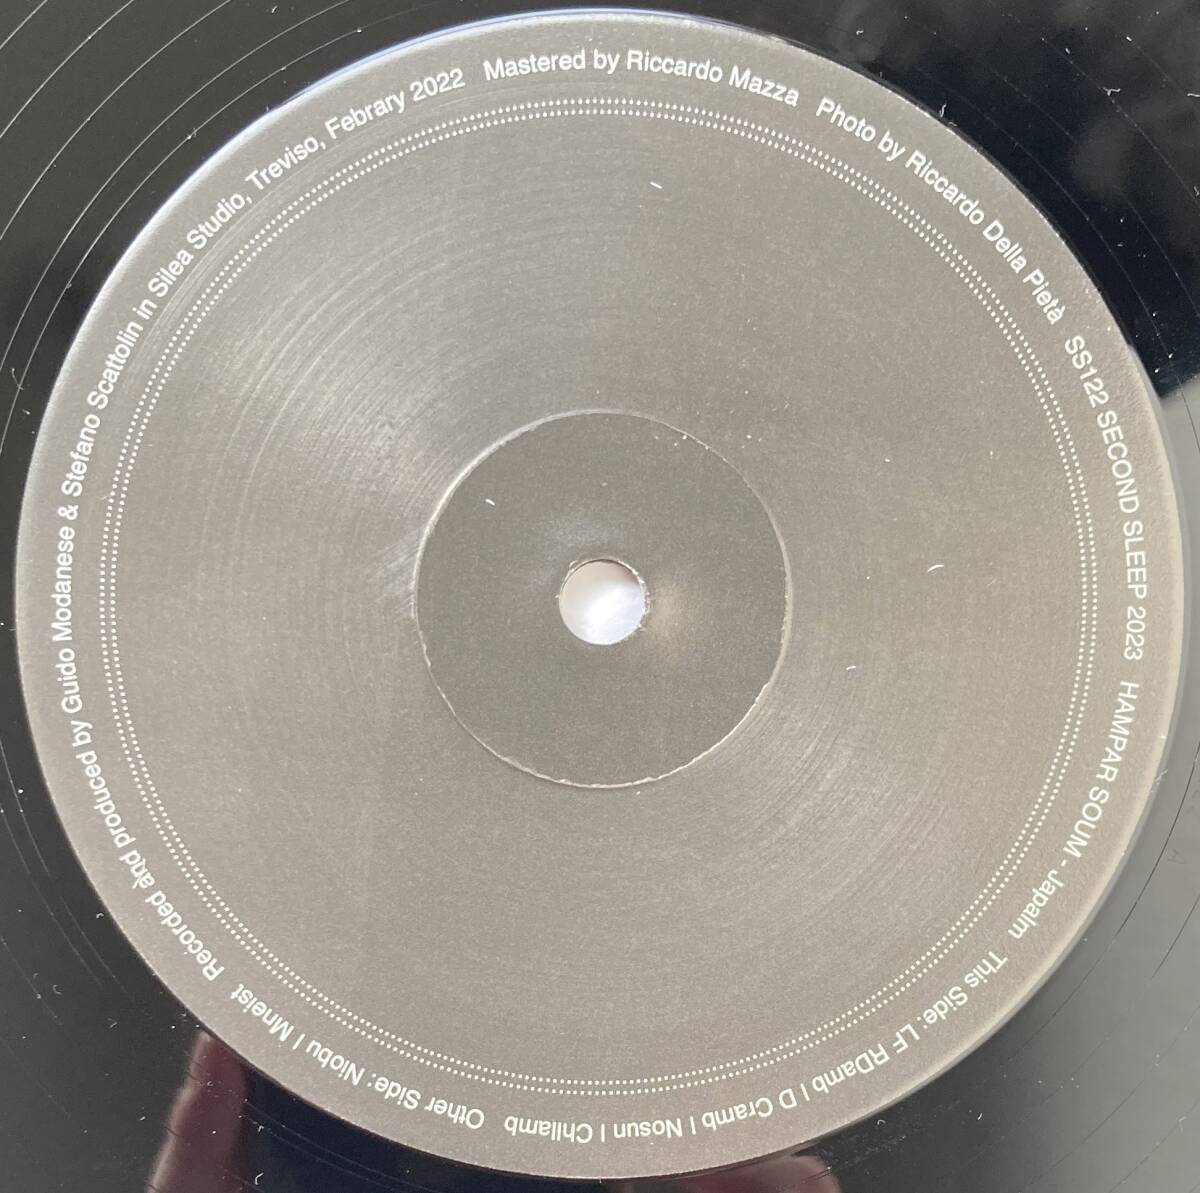 HAMPAR SOUM - Japalm This Side: LF RDamb | D Cramb | Nosun | Chllamb Other Side: Niobu | Mneist Recorded and produced by Guido Modanese & Stefano Scattolin in Silea Studio, Treviso, Febrary 2022 Mastered by Riccardo Mazza Photo by Riccardo Della Pietà SS122 SECOND SLEEP 2023